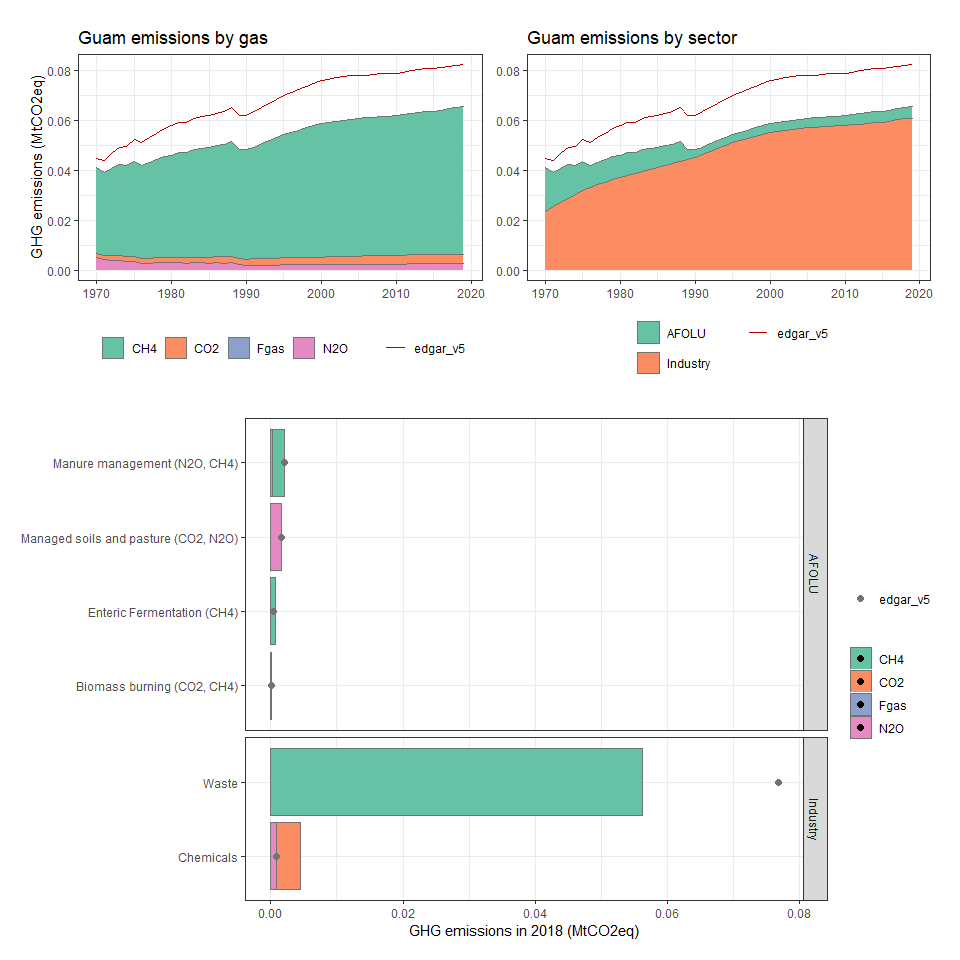 Guam emissions by gas
GHG emissions (MtCO2eq)
0.08
0.06
0.04
0.02
0.00
1970 1980 1990 2000 2010 2020
CH4 CO2 Fgas N2O edgar_v5
Guam emissions by sector
0.08
0.06
0.04
0.02
0.00
1970 1980 1990 2000 2010 2020
AFOLU edgar_v5
Industry
Manure management (N2O, CH4)
Managed soils and pasture (CO2, N2O)
Enteric Fermentation (CH4)
Biomass burning (CO2, CH4)
AFOLU
Waste
Chemicals
Industry
0.00 0.02 0.04 0.06 0.08
GHG emissions in 2018 (MtCO2eq)
edgar_v5
CH4
CO2
Fgas
N2O